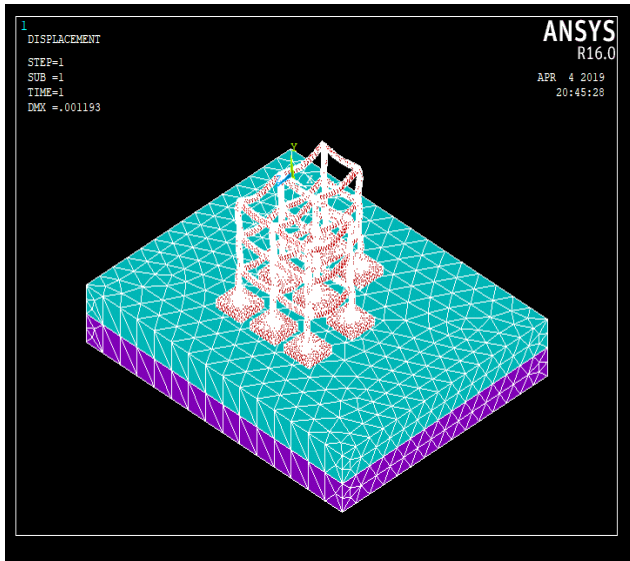 1
DISPLACEMENT
STEP=1
SUB =1
TIME=1
DMX =.001193
ANSYS
R16.0
APR 4 2019
20:45:28
Y